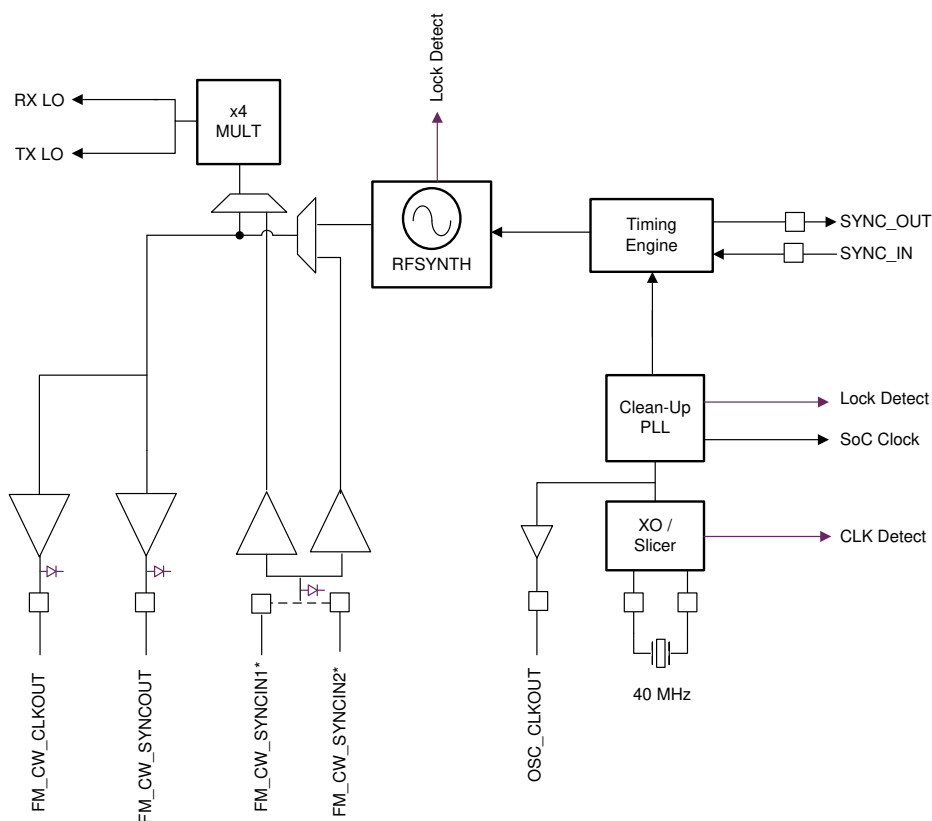 Lock Detect
RX LO
TX LO
x4
MULT
RFSYNTH
Timing
Engine
SYNC_OUT
SYNC_IN
Clean-Up
PLL
Lock Detect
SoC Clock
XO /
Slicer
CLK Detect
40 MHz
FM_CW_CLKOUT
FM_CW_SYNCOUT
FM_CW_SYNCIN1*
FM_CW_SYNCIN2*
OSC_CLKOUT